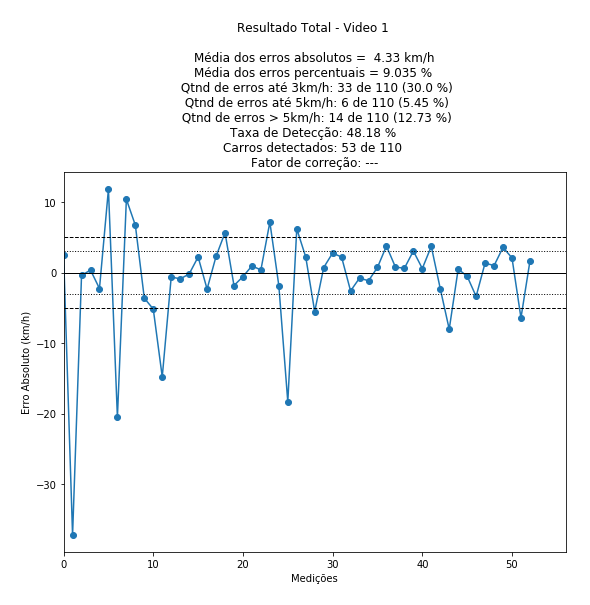 Resultado Total - Video 1
Média dos erros absolutos =  4.33 km/h
Média dos erros percentuais = 9.035 %
Qtnd de erros até 3km/h: 33 de 110 (30.0 %)
Qtnd de erros até 5km/h: 6 de 110 (5.45 %)
Qtnd de erros > 5km/h: 14 de 110 (12.73 %)
Taxa de Detecção: 48.18 %
Carros detectados: 53 de 110
Fator de correção: ---
10
0
−10
−20
−30
Erro Absoluto (km/h)
0 10 20 30 40 50
Medições